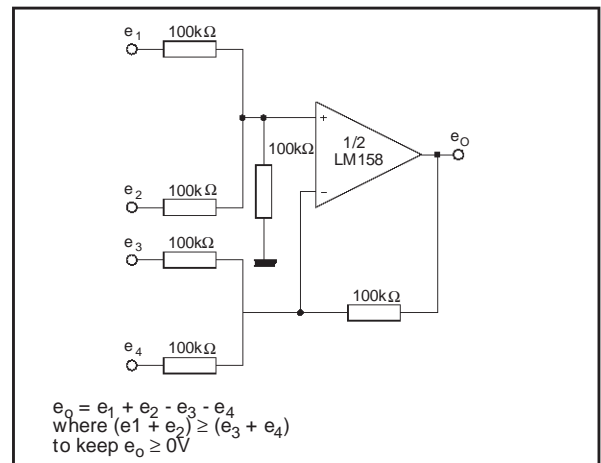 e1
100kΩ
100kΩ
1/2
LM158
+
-
eO
e2
100kΩ
e3
100kΩ
100kΩ
e4
100kΩ
eo = e1 + e2 - e3 - e4
where (e1 + e2) ≥ (e3 + e4)
to keep eo ≥ 0V